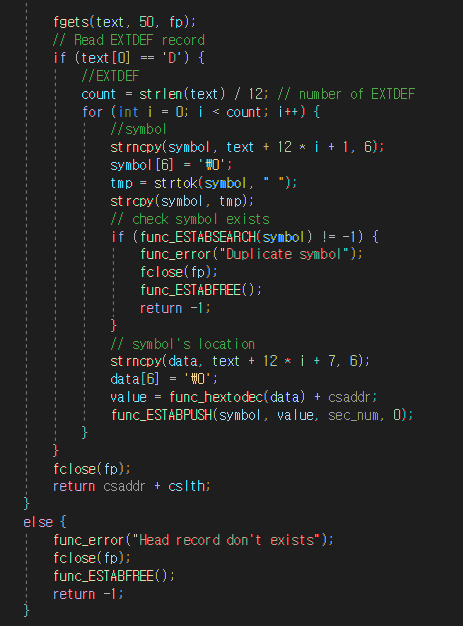 fgets(text, 50, fp);
// Read EXTDEF record
if (text[0] == 'D') {
//EXTDEF
count = strlen(text) / 12; // number of EXTDEF
for (int i = 0; i < count; i++) {
//symbol
strncpy(symbol, text + 12 * i + 1, 6);
symbol[6] = '₩0';
tmp = strtok(symbol, " ");
strcpy(symbol, tmp);
// check symbol exists
if (func_ESTABSEARCH(symbol) != -1) {
func_error("Duplicate symbol");
fclose(fp);
func_ESTABFREE();
return -1;
}
// symbol's location
strncpy(data, text + 12 * i + 7, 6);
data[6] = '₩0';
value = func_hextodec(data) + csaddr;
func_ESTABPUSH(symbol, value, sec_num, 0);
}
}
fclose(fp);
return csaddr + cslth;
}
else {
func_error("Head record don't exists");
fclose(fp);
func_ESTABFREE();
return -1;
}